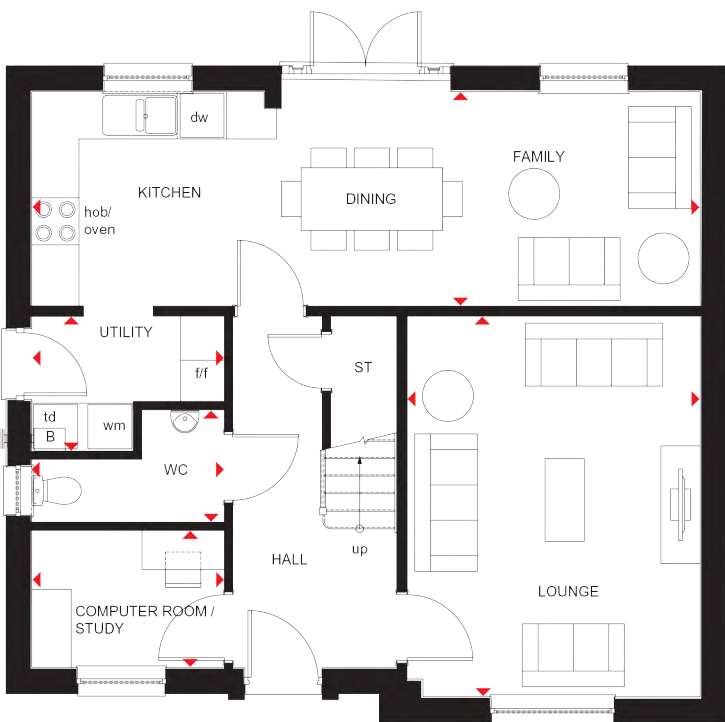 dw
FAMILY
KITCHEN
DINING
hob/
oven
UTILITY
f/f
ST
td
B
wm
WC
up
HALL
LOUNGE
COMPUTER ROOM /
STUDY